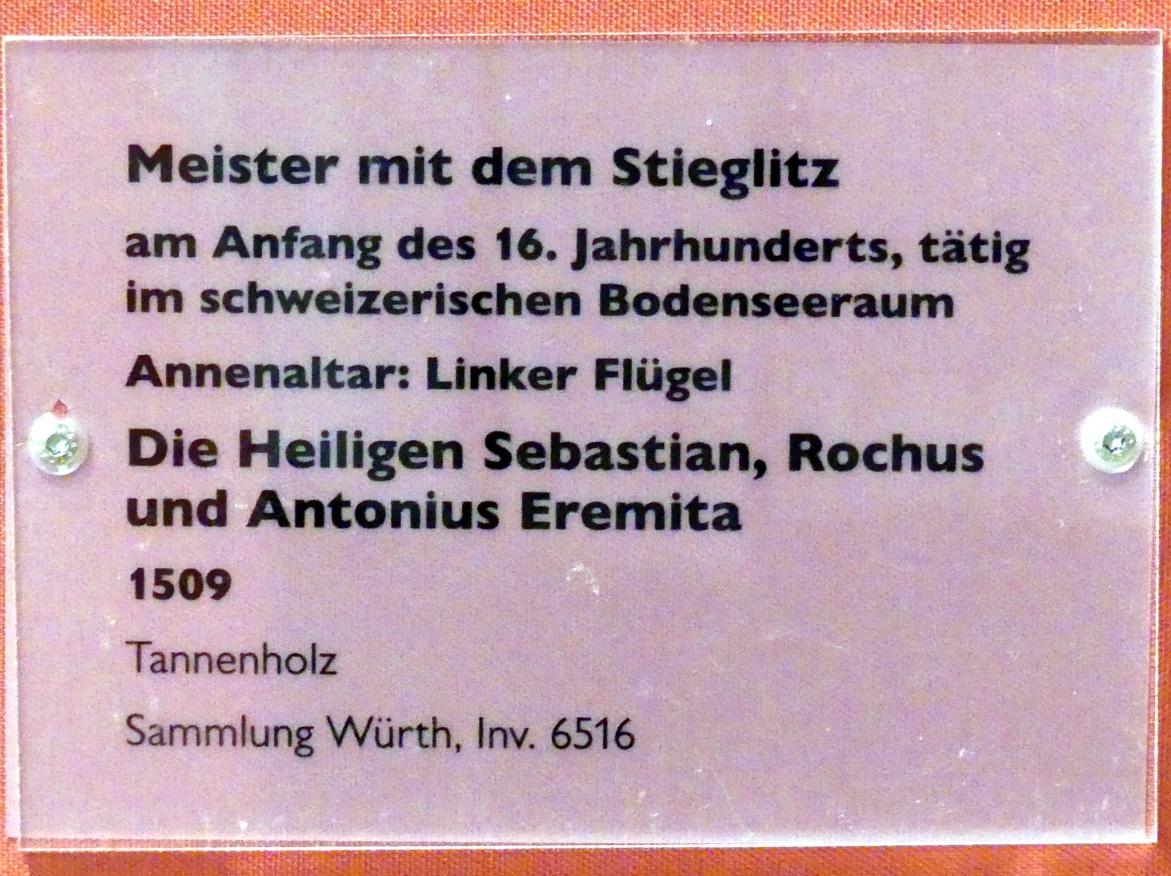 Meister mit dem Stieglitz
am Anfang des 16. Jahrhunderts, tätig
im schweizerischen Bodenseeraum
Annenaltar: Linker Flügel
Die Heiligen Sebastian, Rochus
und Antonius Eremita
1509
Tannenholz
Sammlung Würth, Inv. 6516